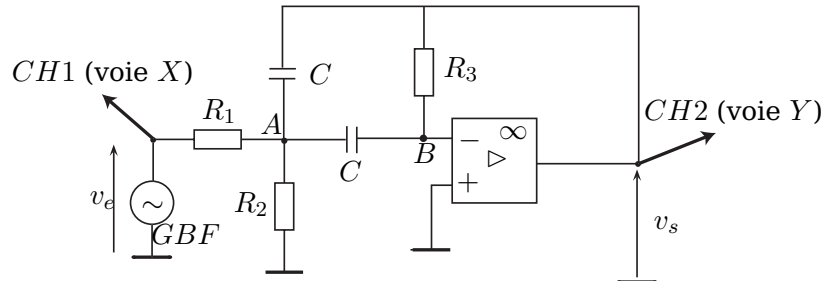 CH1 (voie X)
C
R₃
R₁
A
CH2 (voie Y)
∞
−
B
C
+
vₑ
R₂
~
GBF
vₛ